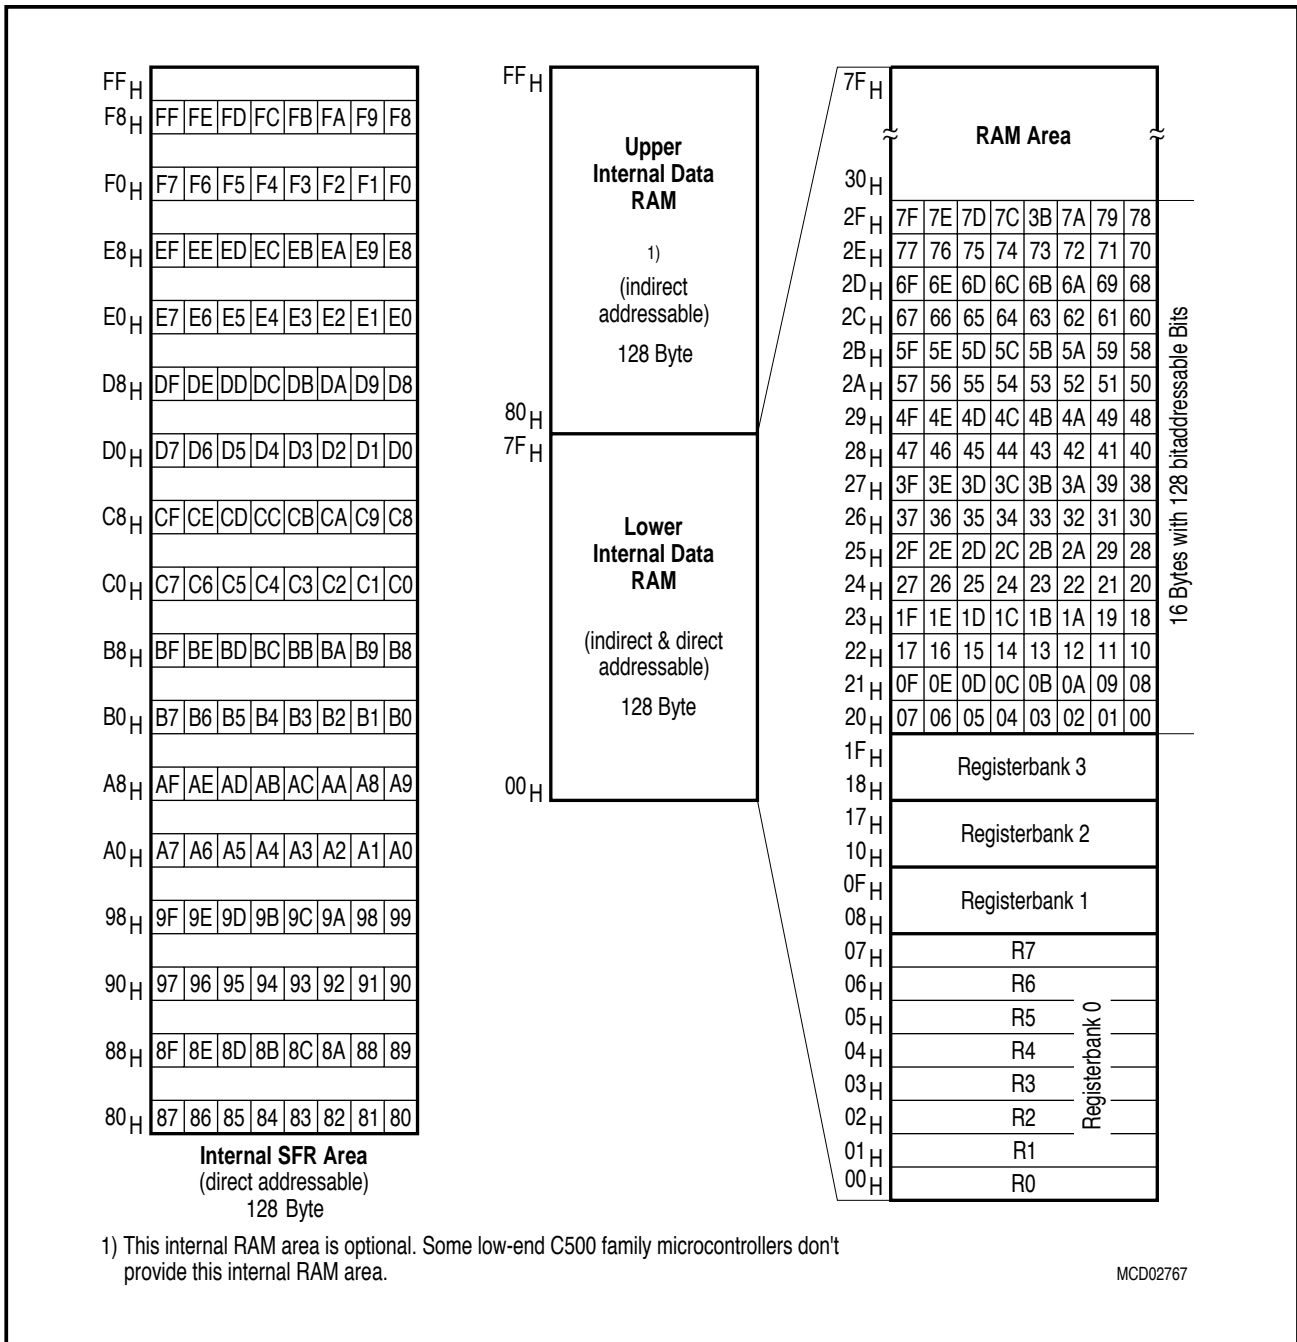 FFH
F8H FF FE FD FC FB FA F9 F8
F0H F7 F6 F5 F4 F3 F2 F1 F0
E8H EF EE ED EC EB EA E9 E8
E0H E7 E6 E5 E4 E3 E2 E1 E0
D8H DF DE DD DC DB DA D9 D8
D0H D7 D6 D5 D4 D3 D2 D1 D0
C8H CF CE CD CC CB CA C9 C8
C0H C7 C6 C5 C4 C3 C2 C1 C0
B8H BF BE BD BC BB BA B9 B8
B0H B7 B6 B5 B4 B3 B2 B1 B0
A8H AF AE AD AB AC AA A8 A9
A0H A7 A6 A5 A4 A3 A2 A1 A0
98H 9F 9E 9D 9B 9C 9A 98 99
90H 97 96 95 94 93 92 91 90
88H 8F 8E 8D 8B 8C 8A 88 89
80H 87 86 85 84 83 82 81 80
Internal SFR Area
(direct addressable)
128 Byte
FFH
Upper
Internal Data
RAM
1)
(indirect
addressable)
128 Byte
80H
7FH
Lower
Internal Data
RAM
(indirect & direct
addressable)
128 Byte
00H
7FH
RAM Area
30H
2FH 7F 7E 7D 7C 3B 7A 79 78
2EH 77 76 75 74 73 72 71 70
2DH 6F 6E 6D 6C 6B 6A 69 68
2CH 67 66 65 64 63 62 61 60
2BH 5F 5E 5D 5C 5B 5A 59 58
2AH 57 56 55 54 53 52 51 50
29H 4F 4E 4D 4C 4B 4A 49 48
28H 47 46 45 44 43 42 41 40
27H 3F 3E 3D 3C 3B 3A 39 38
26H 37 36 35 34 33 32 31 30
25H 2F 2E 2D 2C 2B 2A 29 28
24H 27 26 25 24 23 22 21 20
23H 1F 1E 1D 1C 1B 1A 19 18
22H 17 16 15 14 13 12 11 10
21H 0F 0E 0D 0C 0B 0A 09 08
20H 07 06 05 04 03 02 01 00
16 Bytes with 128 bitaddressable Bits
1FH
Registerbank 3
18H
17H
Registerbank 2
10H
0FH
Registerbank 1
08H
07H R7
06H R6
05H R5
04H R4
03H R3
02H R2
01H R1
00H R0
Registerbank 0
1) This internal RAM area is optional. Some low-end C500 family microcontrollers don't
provide this internal RAM area.
MCD02767